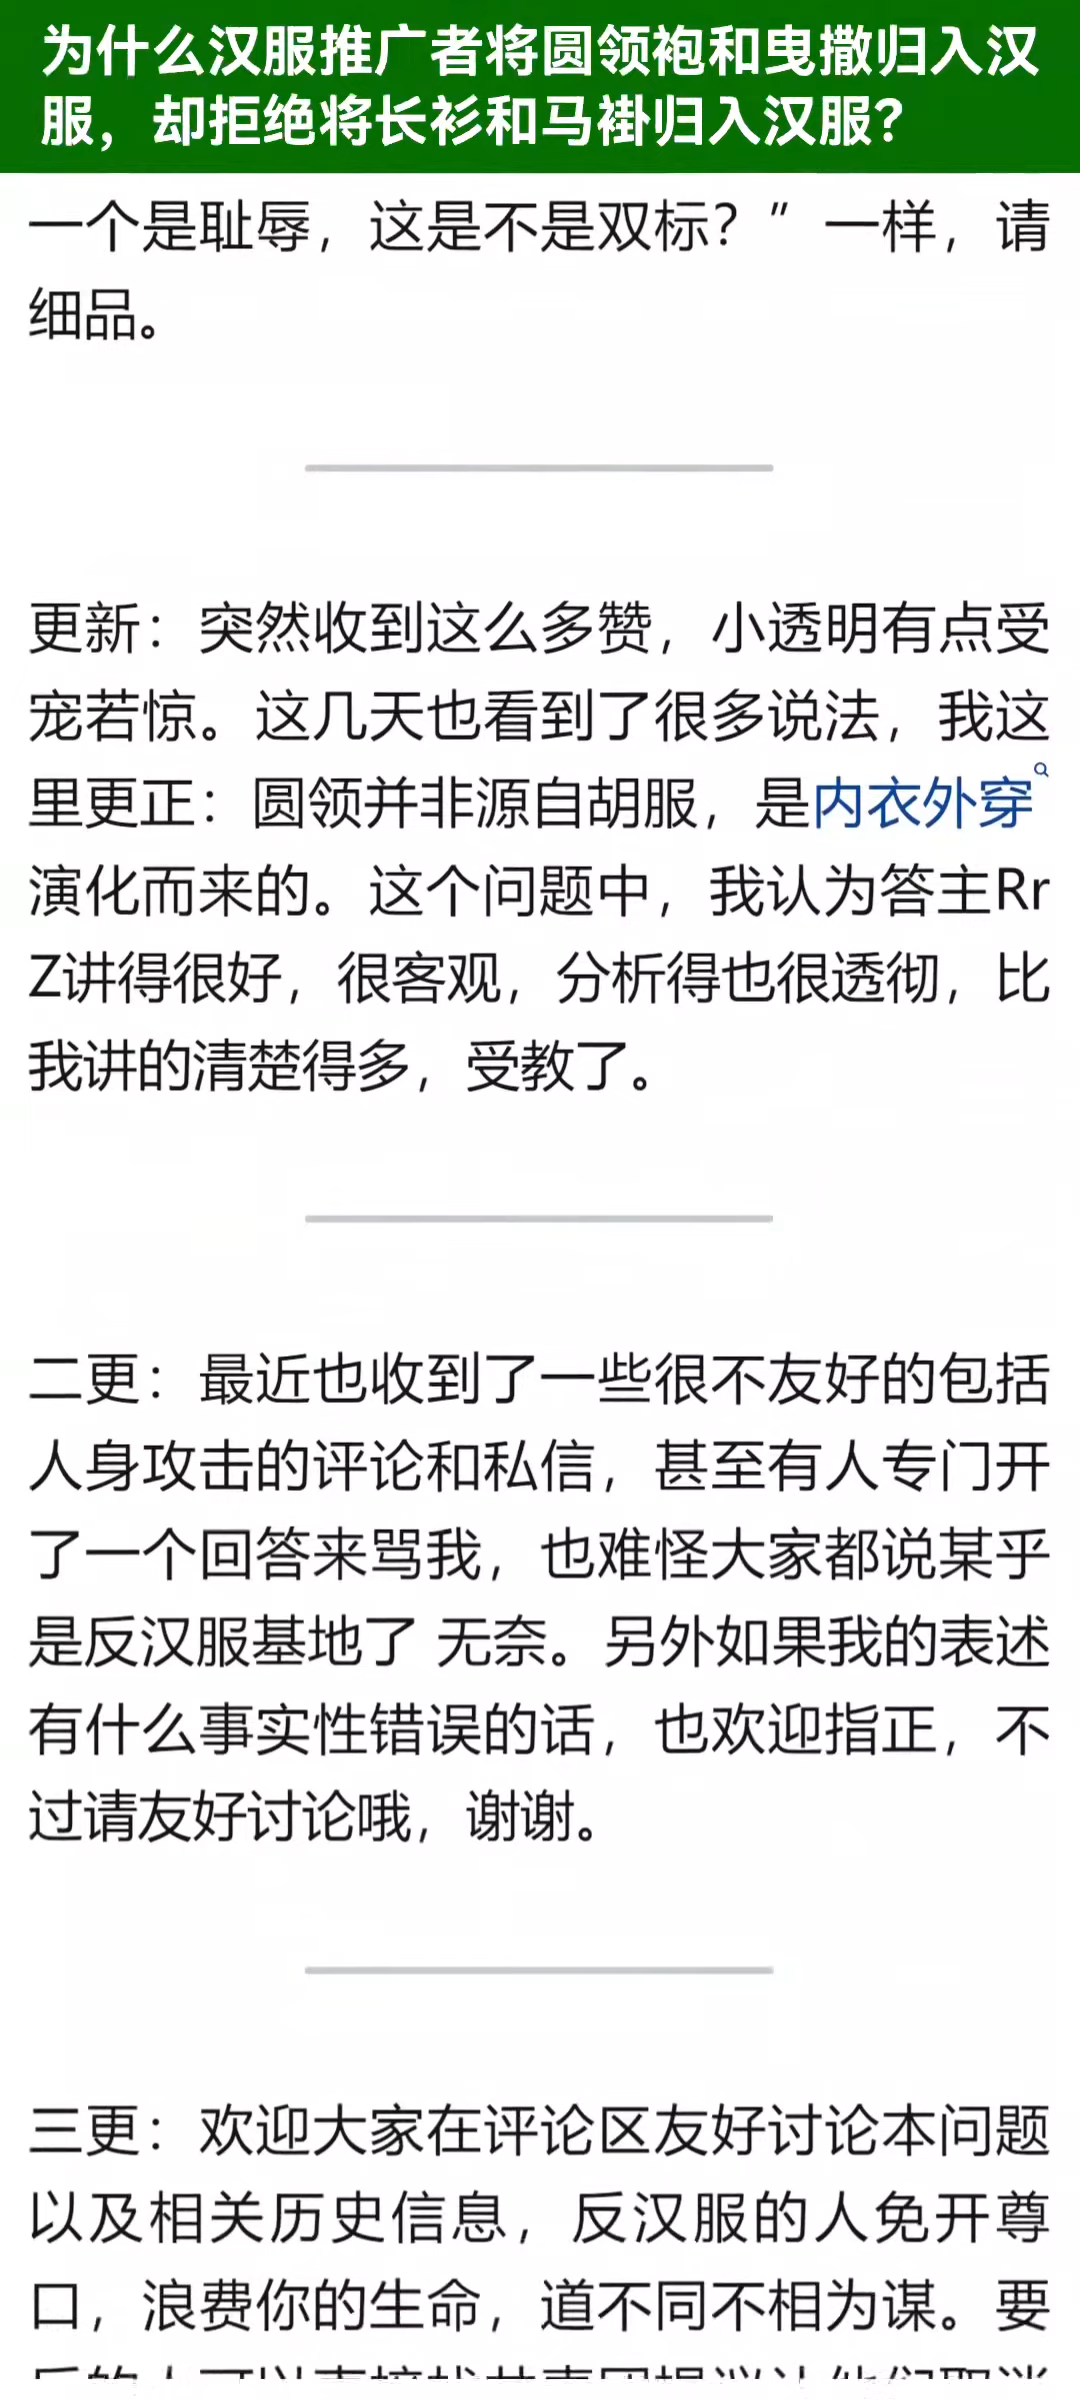 为什么汉服推广者将圆领袍和曳撒归入汉
服，却拒绝将长衫和马褂归入汉服？
一个是耻辱，这是不是双标？”一样，请
细品。
更新：突然收到这么多赞，小透明有点受
宠若惊。这几天也看到了很多说法，我这
里更正：圆领并非源自胡服，是内衣外穿
演化而来的。这个问题中，我认为答主Rr
Z讲得很好，很客观，分析得也很透彻，比
我讲的清楚得多，受教了。
二更：最近也收到了一些很不友好的包括
人身攻击的评论和私信，甚至有人专门开
了一个回答来骂我，也难怪大家都说某乎
是反汉服基地了 无奈。另外如果我的表述
有什么事实性错误的话，也欢迎指正，不
过请友好讨论哦，谢谢。
三更：欢迎大家在评论区友好讨论本问题
以及相关历史信息，反汉服的人免开尊
口，浪费你的生命，道不同不相为谋。要